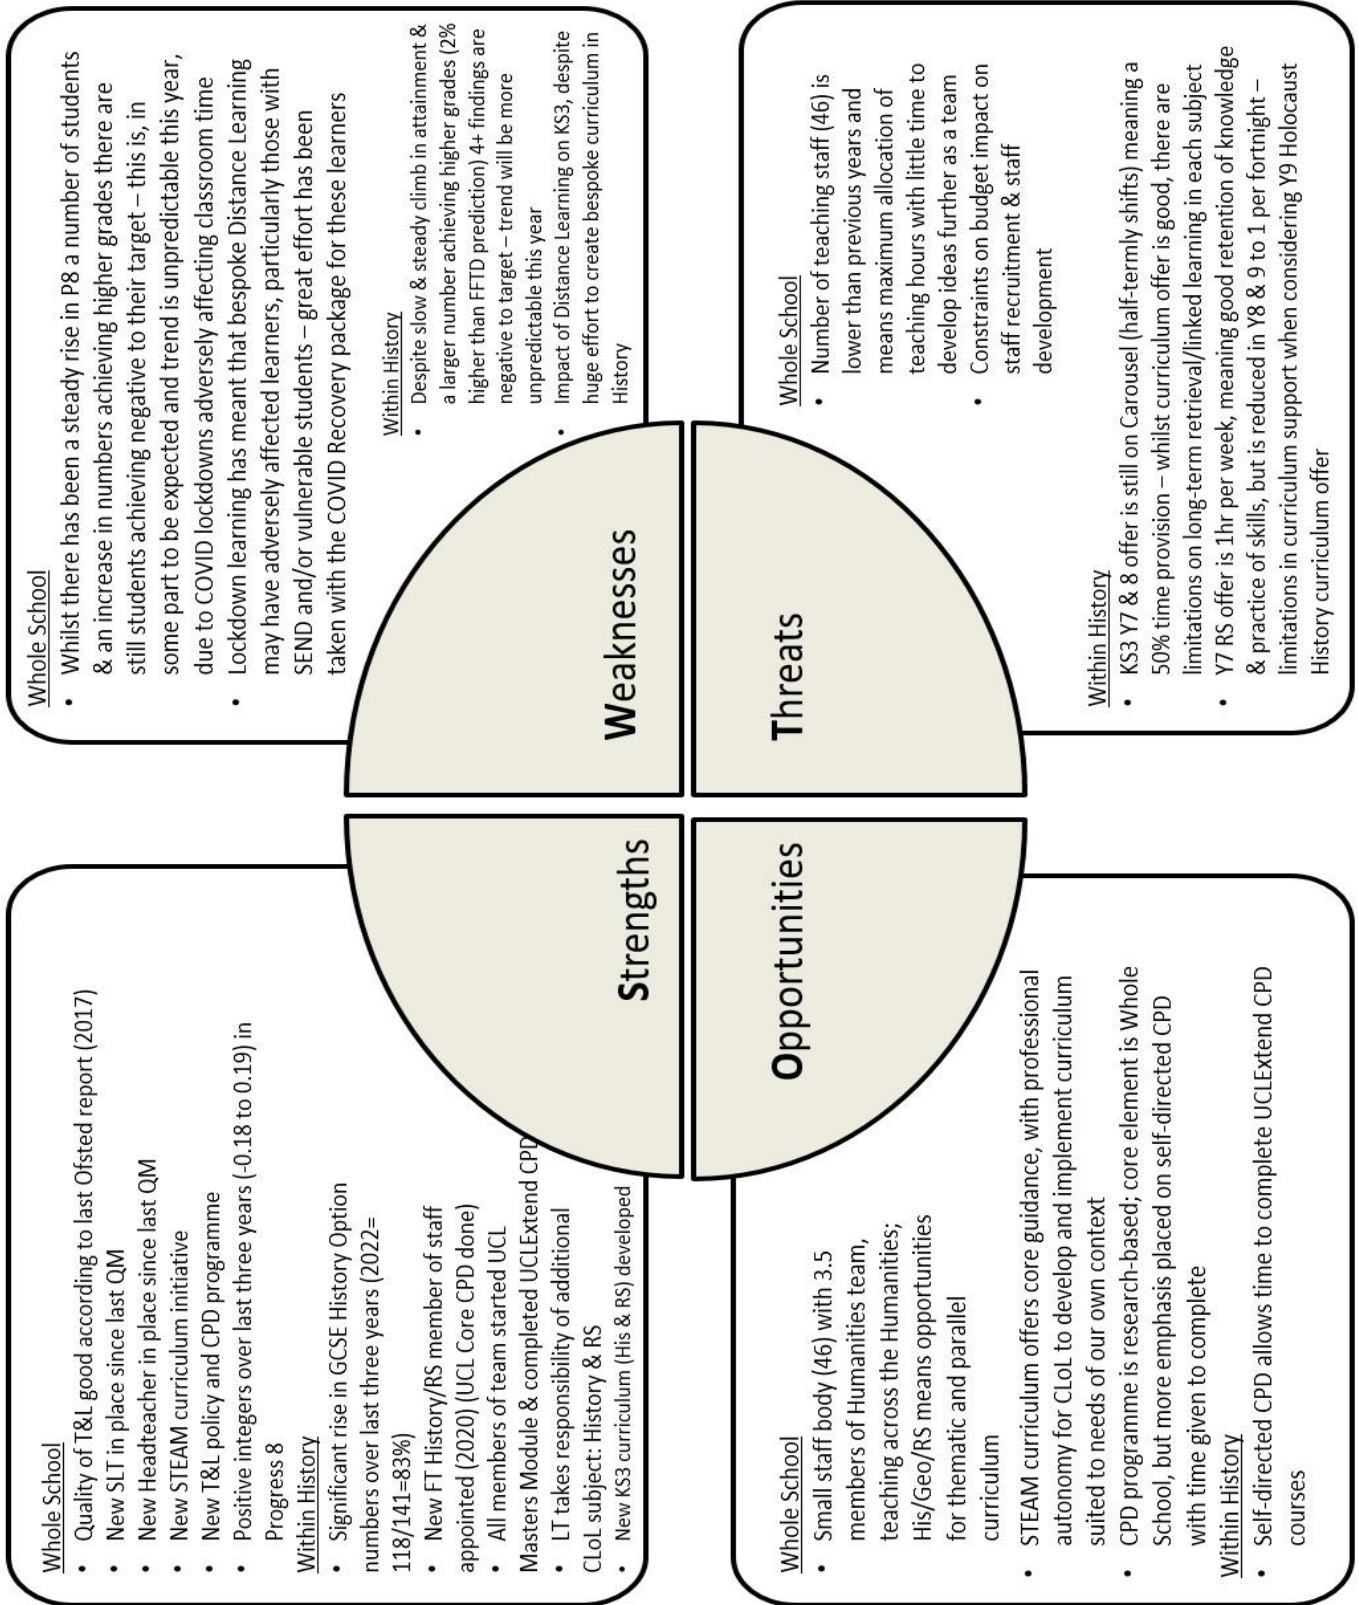 Whole School
• Quality of T&L good according to last Ofsted report (2017)
• New SLT in place since last QM
• New Headteacher in place since last QM
• New STEAM curriculum initiative
• New T&L policy and CPD programme
• Positive integers over last three years (-0.18 to 0.19) in
Progress 8
Within History
• Significant rise in GCSE History Option
numbers over last three years (2022=
118/141=83%)
• New FT History/RS member of staff
appointed (2020) (UCL Core CPD done)
• All members of team started UCL
Masters Module & completed UCLExtend CPD
• LT takes responsibility of additional
CLoL subject: History & RS
• New KS3 curriculum (His & RS) developed
Strengths
Whole School
• Whilst there has been a steady rise in P8 a number of students
& an increase in numbers achieving higher grades there are
still students achieving negative to their target – this is, in
some part to be expected and trend is unpredictable this year,
due to COVID lockdowns adversely affecting classroom time
• Lockdown learning has meant that bespoke Distance Learning
may have adversely affected learners, particularly those with
SEND and/or vulnerable students – great effort has been
taken with the COVID Recovery package for these learners
Within History
• Despite slow & steady climb in attainment &
a larger number achieving higher grades (2%
higher than FFTD prediction) 4+ findings are
negative to target – trend will be more
unpredictable this year
• Impact of Distance Learning on KS3, despite
huge effort to create bespoke curriculum in
History
Weaknesses
Opportunities
Whole School
• Small staff body (46) with 3.5
members of Humanities team,
teaching across the Humanities;
His/Geo/RS means opportunities
for thematic and parallel
curriculum
• STEAM curriculum offers core guidance, with professional
autonomy for CLoL to develop and implement curriculum
suited to needs of our own context
• CPD programme is research-based; core element is Whole
School, but more emphasis placed on self-directed CPD
with time given to complete
Within History
• Self-directed CPD allows time to complete UCLExtend CPD
courses
Threats
Whole School
• Number of teaching staff (46) is
lower than previous years and
means maximum allocation of
teaching hours with little time to
develop ideas further as a team
• Constraints on budget impact on
staff recruitment & staff
development
Within History
• KS3 Y7 & 8 offer is still on Carousel (half-termly shifts) meaning a
50% time provision – whilst curriculum offer is good, there are
limitations on long-term retrieval/linked learning in each subject
• Y7 RS offer is 1hr per week, meaning good retention of knowledge
& practice of skills, but is reduced in Y8 & 9 to 1 per fortnight –
limitations in curriculum support when considering Y9 Holocaust
History curriculum offer